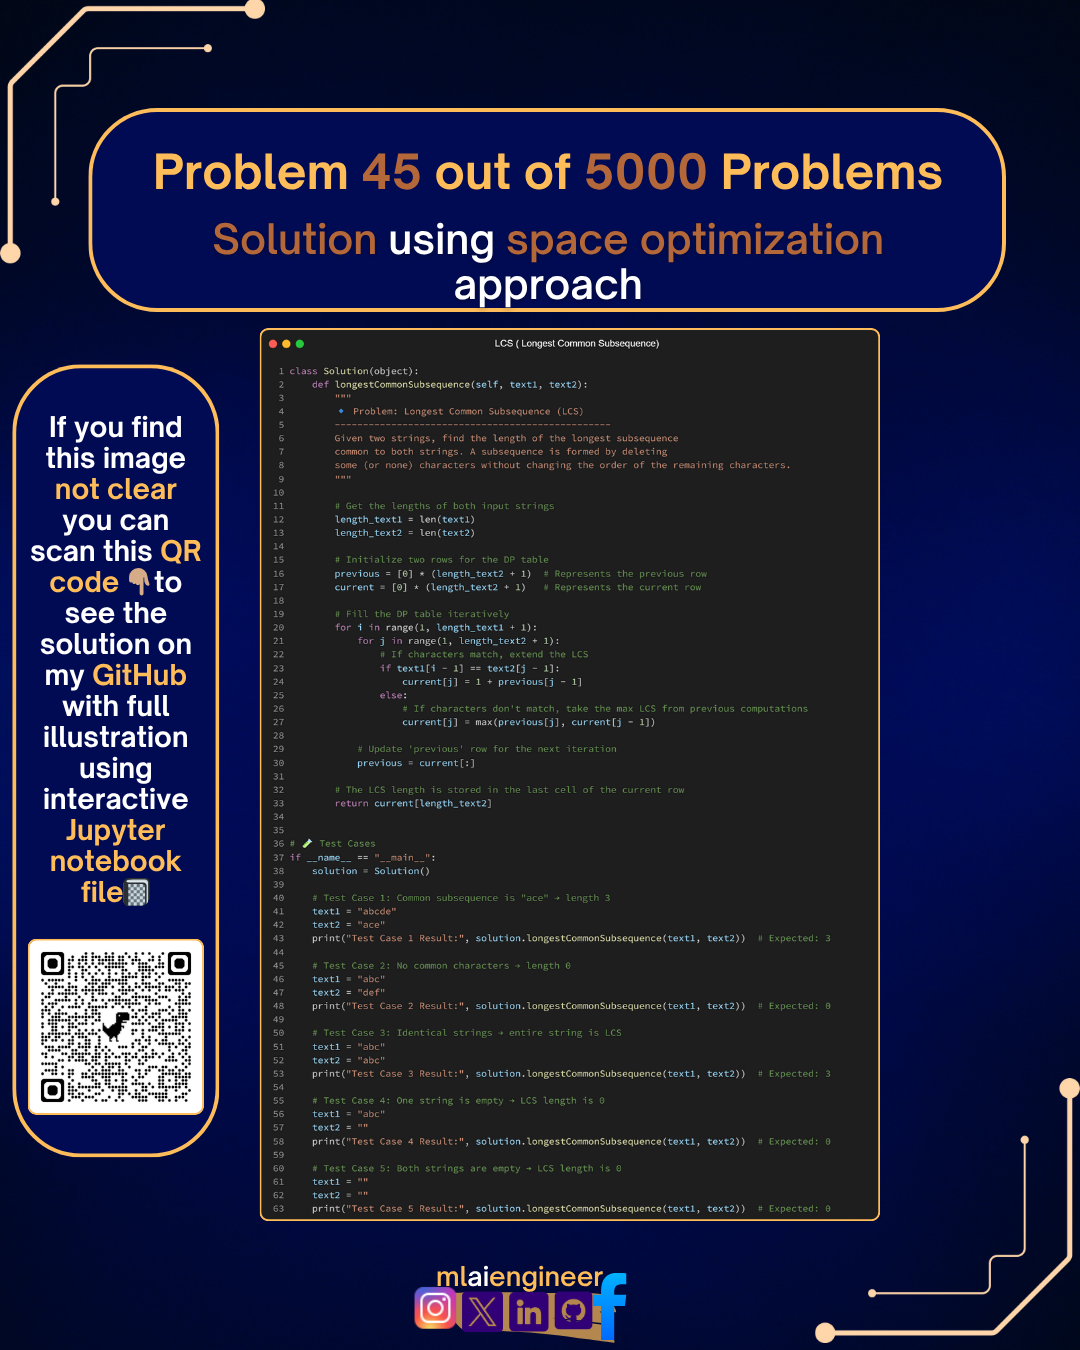 Problem 45 out of 5000 Problems
Solution using space optimization
approach
If you find
this image
not clear
you can
scan this QR
code 👇🏽to
see the
solution on
my GitHub
with full
illustration
using
interactive
Jupyter
notebook
file
LCS ( Longest Common Subsequence)
1 class Solution(object):
2     def longestCommonSubsequence(self, text1, text2):
3         """
4         🔹 Problem: Longest Common Subsequence (LCS)
5         -------------------------------------------------
6         Given two strings, find the length of the longest subsequence
7         common to both strings. A subsequence is formed by deleting
8         some (or none) characters without changing the order of the remaining characters.
9         """
10
11         # Get the lengths of both input strings
12         length_text1 = len(text1)
13         length_text2 = len(text2)
14
15         # Initialize two rows for the DP table
16         previous = [0] * (length_text2 + 1)  # Represents the previous row
17         current = [0] * (length_text2 + 1)   # Represents the current row
18
19         # Fill the DP table iteratively
20         for i in range(1, length_text1 + 1):
21             for j in range(1, length_text2 + 1):
22                 # If characters match, extend the LCS
23                 if text1[i - 1] == text2[j - 1]:
24                     current[j] = 1 + previous[j - 1]
25                 else:
26                     # If characters don't match, take the max LCS from previous computations
27                     current[j] = max(previous[j], current[j - 1])
28
29             # Update 'previous' row for the next iteration
30             previous = current[:]
31
32         # The LCS length is stored in the last cell of the current row
33         return current[length_text2]
34
35
36 # 🧪 Test Cases
37 if __name__ == "__main__":
38     solution = Solution()
39
40     # Test Case 1: Common subsequence is "ace" → length 3
41     text1 = "abcde"
42     text2 = "ace"
43     print("Test Case 1 Result:", solution.longestCommonSubsequence(text1, text2))  # Expected: 3
44
45     # Test Case 2: No common characters → length 0
46     text1 = "abc"
47     text2 = "def"
48     print("Test Case 2 Result:", solution.longestCommonSubsequence(text1, text2))  # Expected: 0
49
50     # Test Case 3: Identical strings → entire string is LCS
51     text1 = "abc"
52     text2 = "abc"
53     print("Test Case 3 Result:", solution.longestCommonSubsequence(text1, text2))  # Expected: 3
54
55     # Test Case 4: One string is empty → LCS length is 0
56     text1 = "abc"
57     text2 = ""
58     print("Test Case 4 Result:", solution.longestCommonSubsequence(text1, text2))  # Expected: 0
59
60     # Test Case 5: Both strings are empty → LCS length is 0
61     text1 = ""
62     text2 = ""
63     print("Test Case 5 Result:", solution.longestCommonSubsequence(text1, text2))  # Expected: 0
mlaiengineer